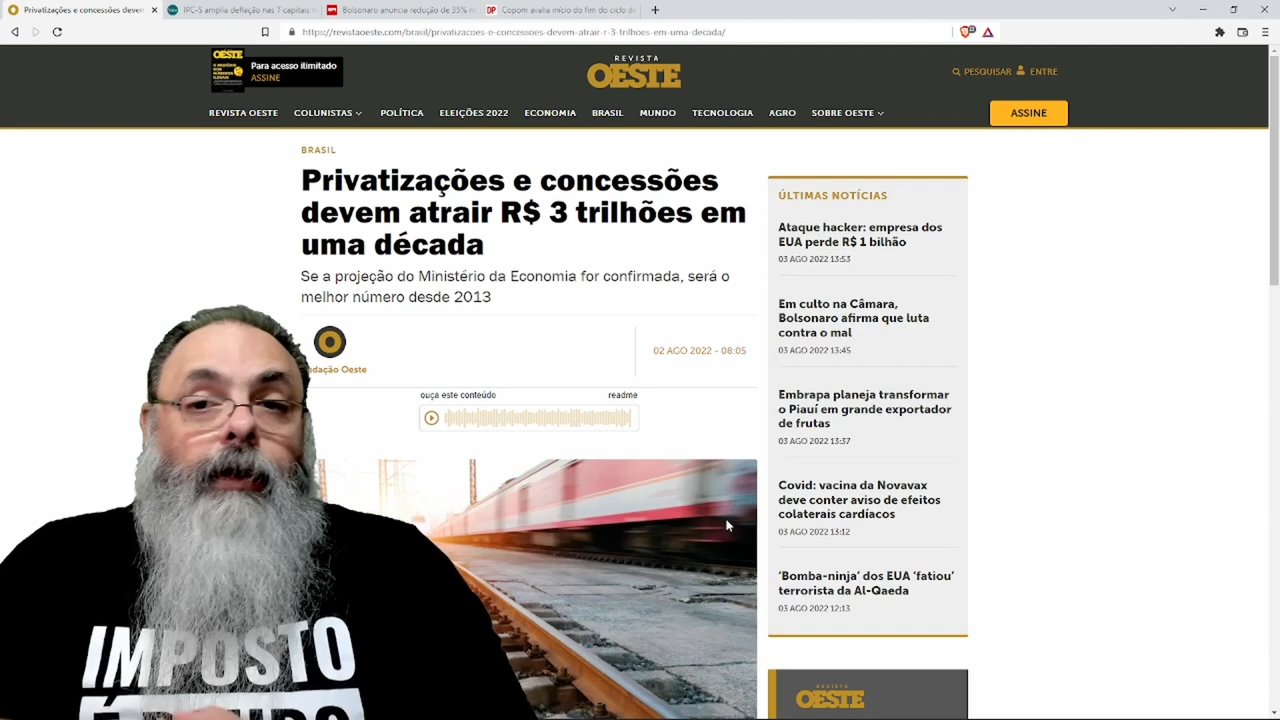 Privatizações e concessões deven
IPC-S amplia deflação nas 7 capitais n
Bolsonaro anuncia redução de 35% n
Copom avalia início do fim do ciclo d
https://revistaoeste.com/brasil/privatizacoes-e-concessoes-devem-atrair-r-3-trilhoes-em-uma-decada/
OESTE
Para acesso ilimitado
ASSINE
REVISTA
OESTE
PESQUISAR
ENTRE
REVISTA OESTE
COLUNISTAS
POLÍTICA
ELEIÇÕES 2022
ECONOMIA
BRASIL
MUNDO
TECNOLOGIA
AGRO
SOBRE OESTE
ASSINE
BRASIL
Privatizações e concessões
devem atrair R$ 3 trilhões em
uma década
Se a projeção do Ministério da Economia for confirmada, será o
melhor número desde 2013
dação Oeste
02 AGO 2022 - 08:05
ouça este conteúdo
readme
IMPOSTO
ÚLTIMAS NOTÍCIAS
Ataque hacker: empresa dos
EUA perde R$ 1 bilhão
03 AGO 2022 13:53
Em culto na Câmara,
Bolsonaro afirma que luta
contra o mal
03 AGO 2022 13:45
Embrapa planeja transformar
o Piauí em grande exportador
de frutas
03 AGO 2022 13:37
Covid: vacina da Novavax
deve conter aviso de efeitos
colaterais cardíacos
03 AGO 2022 13:12
'Bomba-ninja' dos EUA 'fatiou'
terrorista da Al-Qaeda
03 AGO 2022 12:13
REVISTA
OESTE